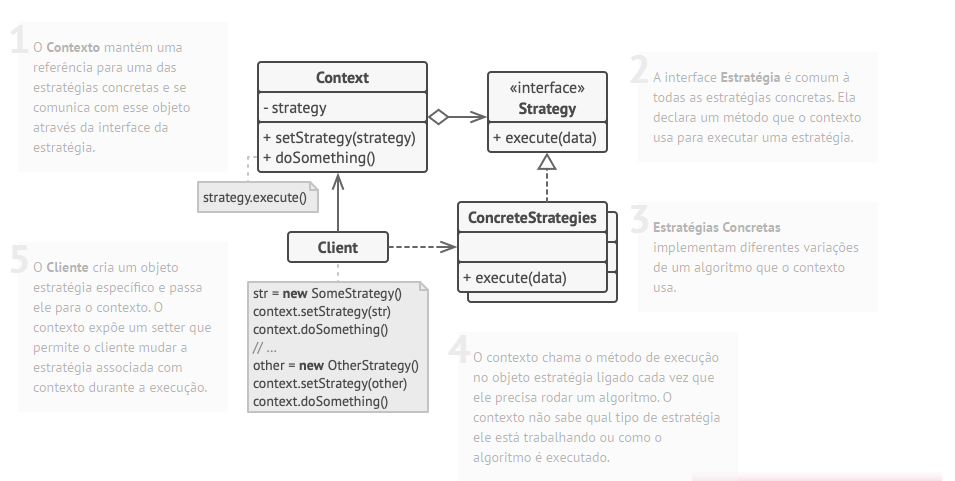 1
O Contexto mantém uma
referência para uma das
estratégias concretas e se
comunica com esse objeto
através da interface da
estratégia.
Context
- strategy
+ setStrategy(strategy)
+ doSomething()
strategy.execute()
«interface»
Strategy
+ execute(data)
2
A interface Estratégia é comum à
todas as estratégias concretas. Ela
declara um método que o contexto
usa para executar uma estratégia.
3
Estratégias Concretas
implementam diferentes variações
de um algoritmo que o contexto
usa.
ConcreteStrategies
+ execute(data)
Client
str = new SomeStrategy()
context.setStrategy(str)
context.doSomething()
// ...
other = new OtherStrategy()
context.setStrategy(other)
context.doSomething()
4
O contexto chama o método de execução
no objeto estratégia ligado cada vez que
ele precisa rodar um algoritmo. O
contexto não sabe qual tipo de estratégia
ele está trabalhando ou como o
algoritmo é executado.
5
O Cliente cria um objeto
estratégia específico e passa
ele para o contexto. O
contexto expõe um setter que
permite o cliente mudar a
estratégia associada com
contexto durante a execução.